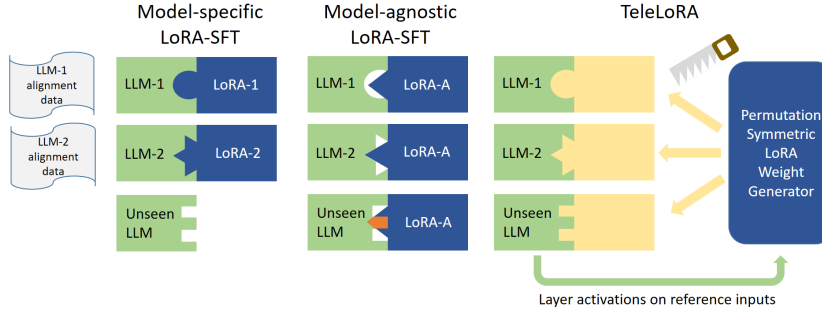 Model-specific
LoRA-SFT
Model-agnostic
LoRA-SFT
TeleLoRA
LLM-1
alignment
data
LLM-1
LoRA-1
LLM-1
LoRA-A
LLM-1
LLM-2
alignment
data
LLM-2
LoRA-2
LLM-2
LoRA-A
LLM-2
Unseen
LLM
Unseen
LLM
LoRA-A
Unseen
LLM
Permutation
Symmetric
LoRA
Weight
Generator
Layer activations on reference inputs